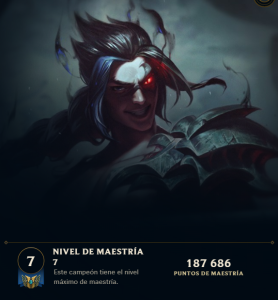 7
NIVEL DE MAESTRÍA
7
Este campeón tiene el nivel
máximo de maestría.
187 686
PUNTOS DE MAESTRÍA